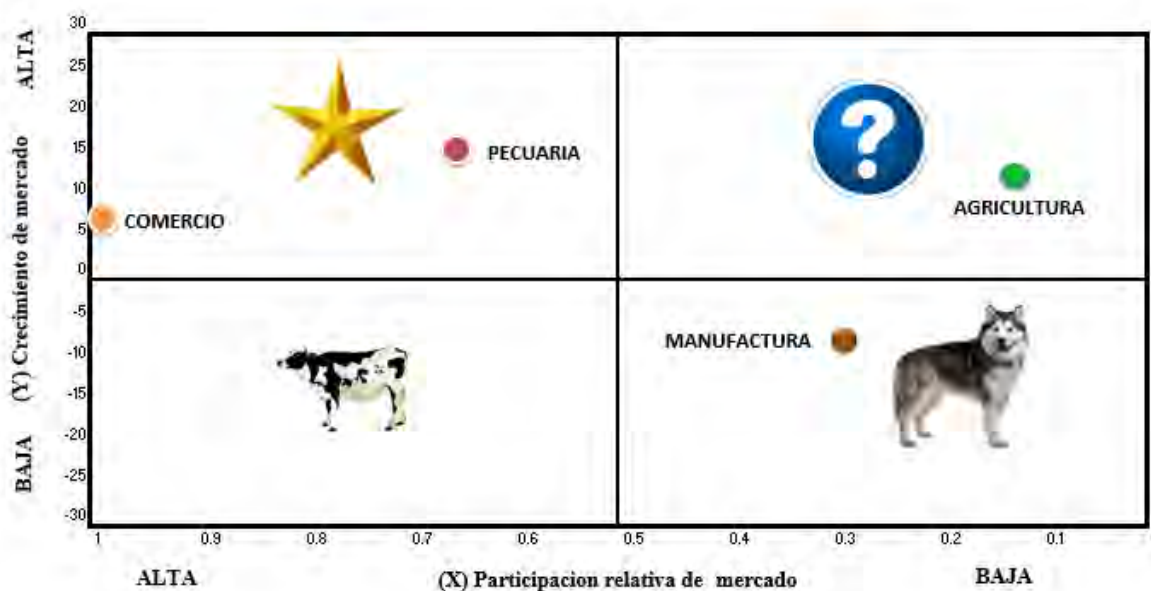 (Y) Crecimiento de mercado
ALTA
BAJA
30
25
20
15
10
5
0
-5
-10
-15
-20
-25
-30
?
PECUARIA
COMERCIO
AGRICULTURA
MANUFACTURA
1 0.9 0.8 0.7 0.6 0.5 0.4 0.3 0.2 0.1
ALTA (X) Participacion relativa de mercado BAJA